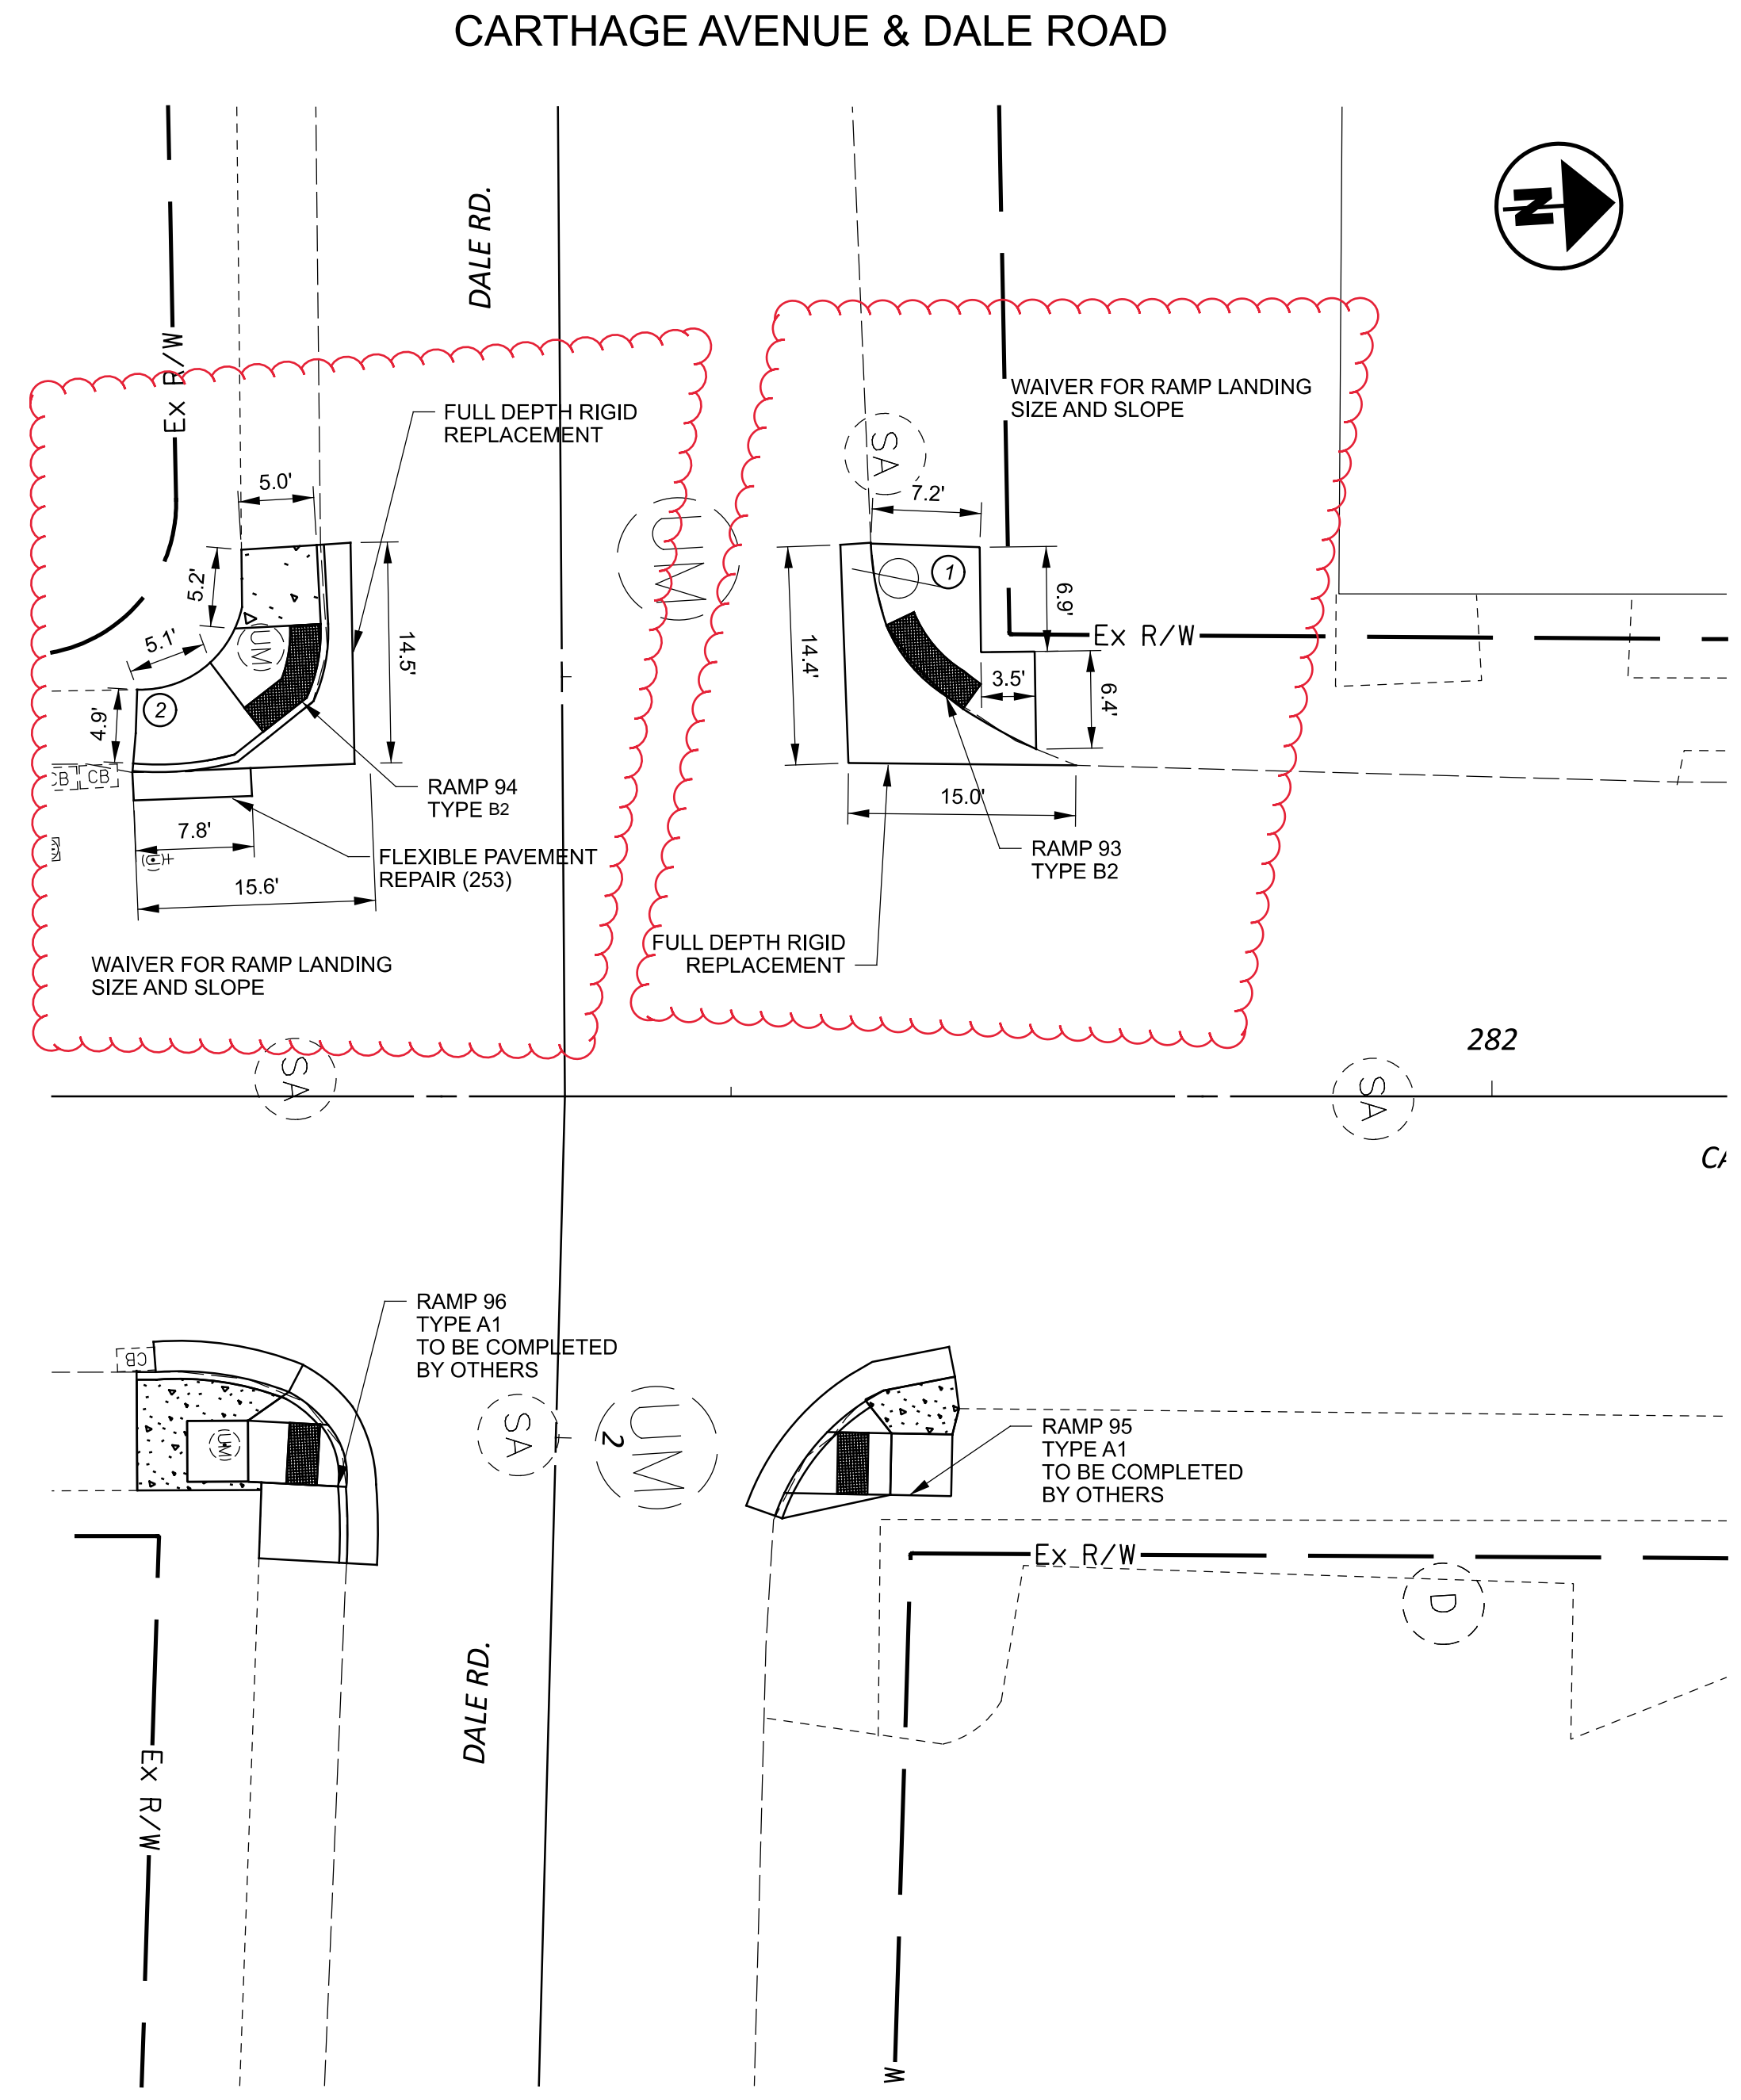 CARTHAGE AVENUE & DALE ROAD
N
DALE RD.
Ex R/W
FULL DEPTH RIGID
REPLACEMENT
5.0'
5.2'
5.1'
14.5'
4.9'
2
UM
CB
CB
RAMP 94
TYPE B2
7.8'
FLEXIBLE PAVEMENT
REPAIR (253)
15.6'
WAIVER FOR RAMP LANDING
SIZE AND SLOPE
UM
WAIVER FOR RAMP LANDING
SIZE AND SLOPE
SA
7.2'
1
6.9'
Ex R/W
14.4'
3.5'
6.4'
15.0'
RAMP 93
TYPE B2
FULL DEPTH RIGID
REPLACEMENT
SA
282
SA
CA
RAMP 96
TYPE A1
TO BE COMPLETED
BY OTHERS
CB
UM
SA
UM
2
RAMP 95
TYPE A1
TO BE COMPLETED
BY OTHERS
Ex R/W
D
DALE RD.
Ex R/W
W